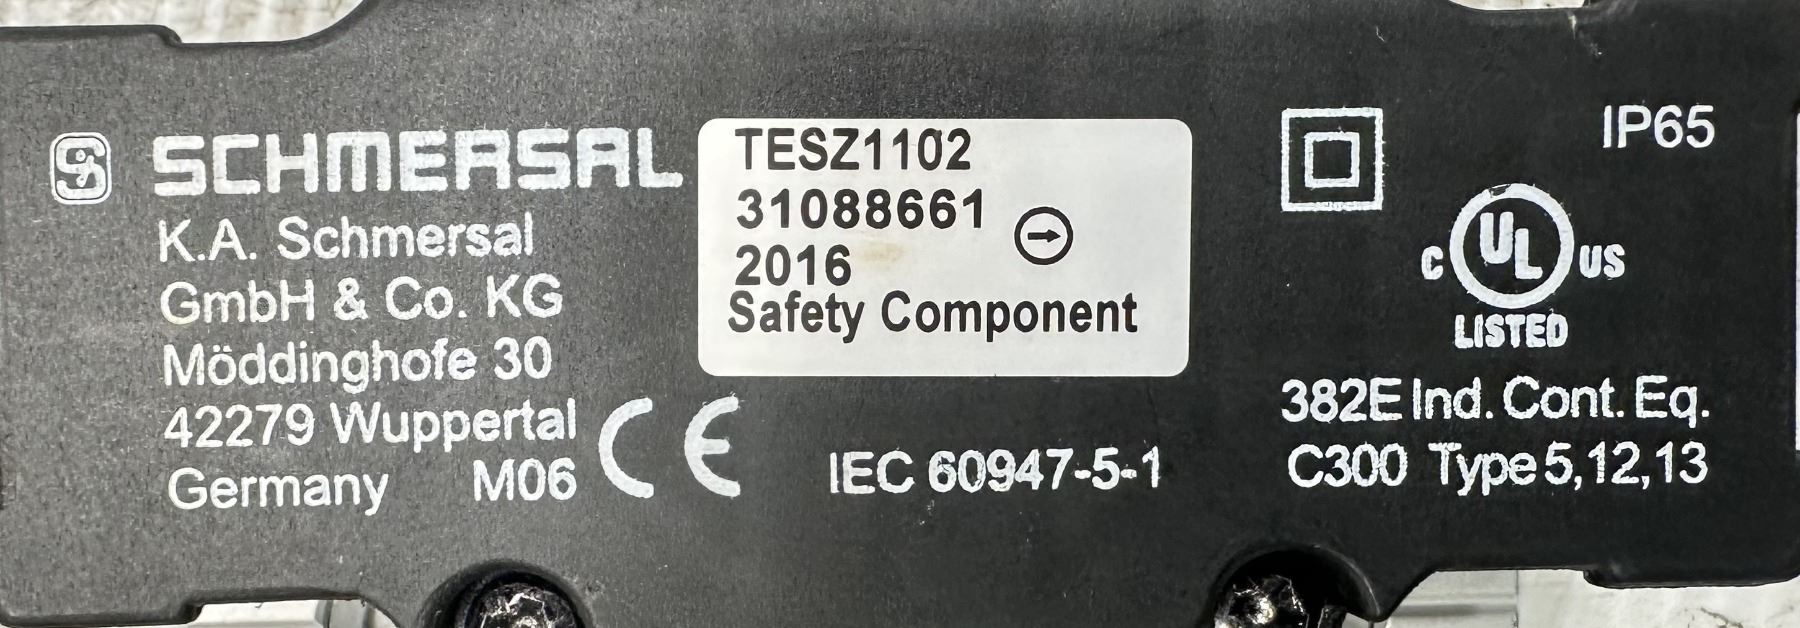 SCHMERSAL
K.A. Schmersal
GmbH & Co. KG
Möddinghofe 30
42279 Wuppertal
Germany M06
CE
TESZ1102
31088661
2016
Safety Component
IEC 60947-5-1
IP65
C UL US
LISTED
382E Ind. Cont. Eq.
C300 Type 5,12,13